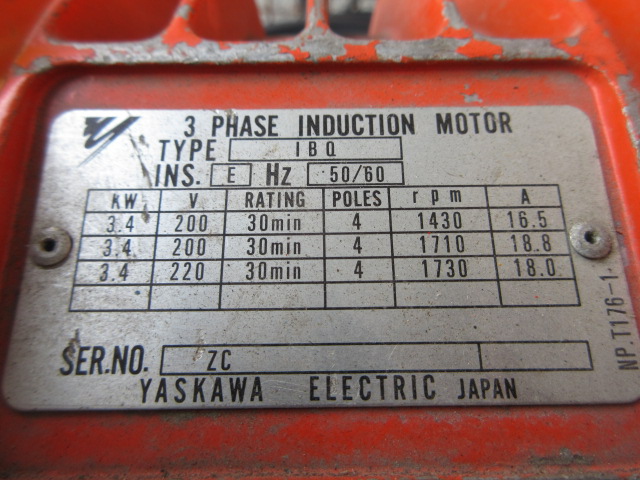 3 PHASE INDUCTION MOTOR
TYPE IBQ
INS. E Hz 50/60
KW V RATING POLES rpm A
3.4 200 30min 4 1430 16.5
3.4 200 30min 4 1710 18.8
3.4 220 30min 4 1730 18.0
SER.NO. ZC
YASKAWA ELECTRIC JAPAN
NP.T176-1.